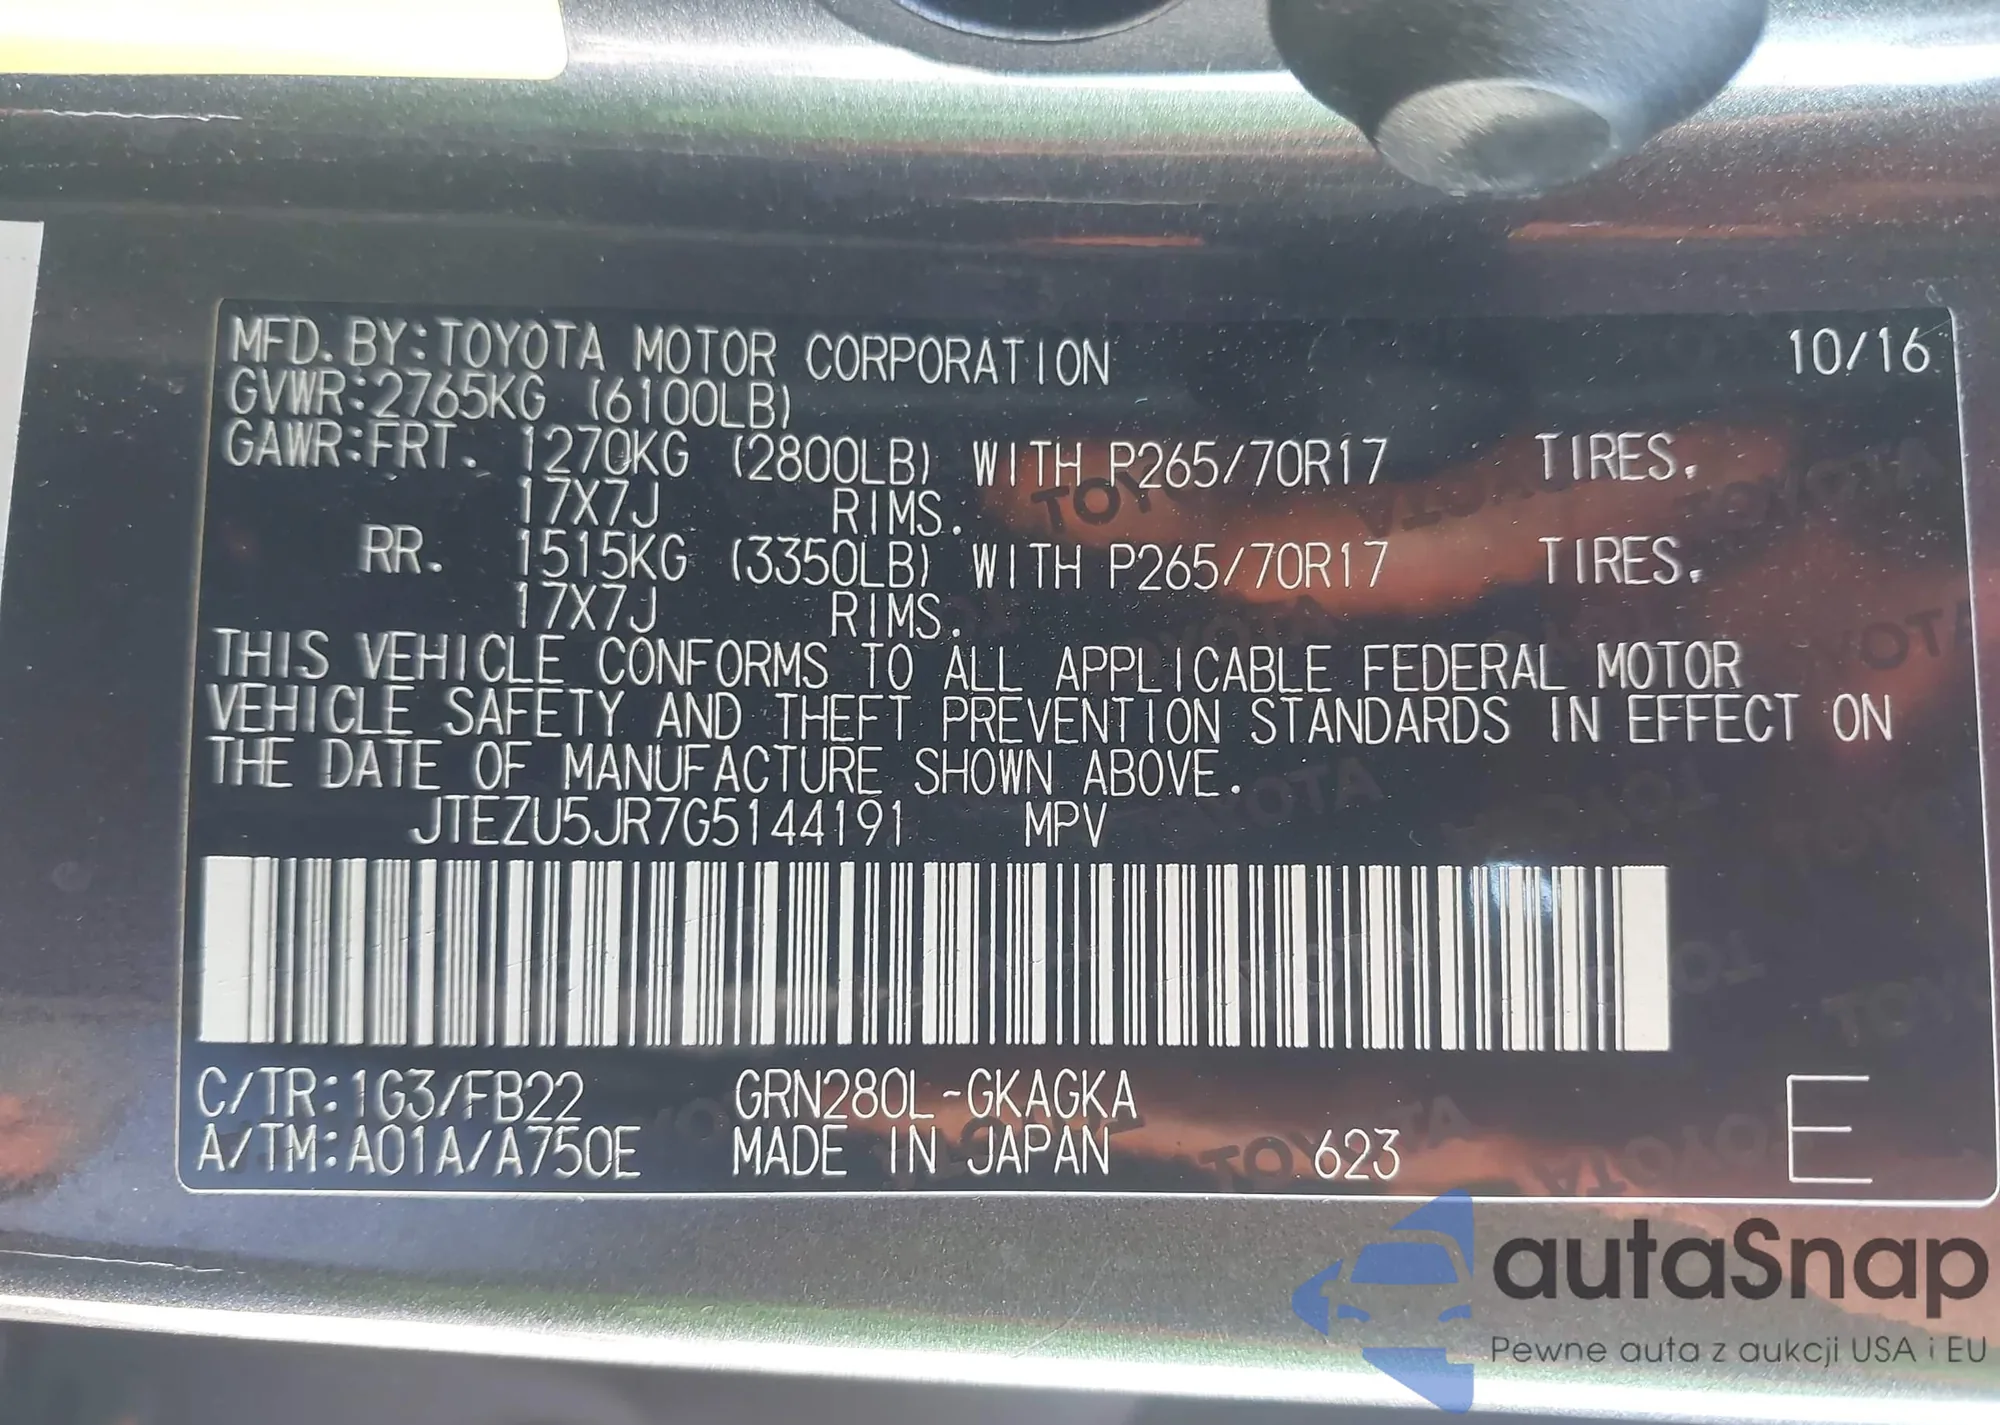 MFD. BY:TOYOTA MOTOR CORPORATION 10/16
GVWR:2765KG (6100LB)
GAWR:FRT. 1270KG (2800LB) WITH P265/70R17 TIRES.
17X7J RIMS.
RR. 1515KG (3350LB) WITH P265/70R17 TIRES.
17X7J RIMS.
THIS VEHICLE CONFORMS TO ALL APPLICABLE FEDERAL MOTOR
VEHICLE SAFETY AND THEFT PREVENTION STANDARDS IN EFFECT ON
THE DATE OF MANUFACTURE SHOWN ABOVE.
JTEZU5JR7G5144191 MPV
C/TR:1G3/FB22 GRN280L-GKAGKA
A/TM:A01A/A750E MADE IN JAPAN 623 E
autaSnap
Pewne auta z aukcji USA i EU